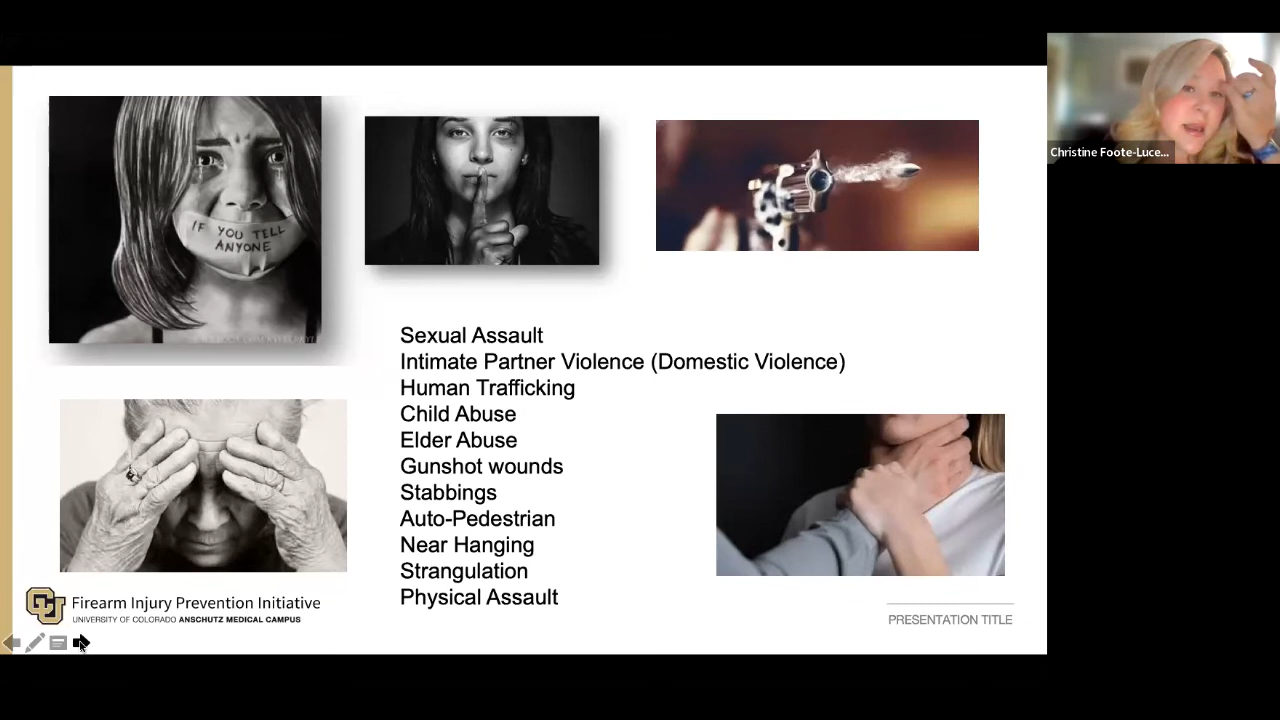 Christine Foote-Luce...
IF YOU TELL
ANYONE
Sexual Assault
Intimate Partner Violence (Domestic Violence)
Human Trafficking
Child Abuse
Elder Abuse
Gunshot wounds
Stabbings
Auto-Pedestrian
Near Hanging
Strangulation
Physical Assault
CU
Firearm Injury Prevention Initiative
UNIVERSITY OF COLORADO ANSCHUTZ MEDICAL CAMPUS
PRESENTATION TITLE